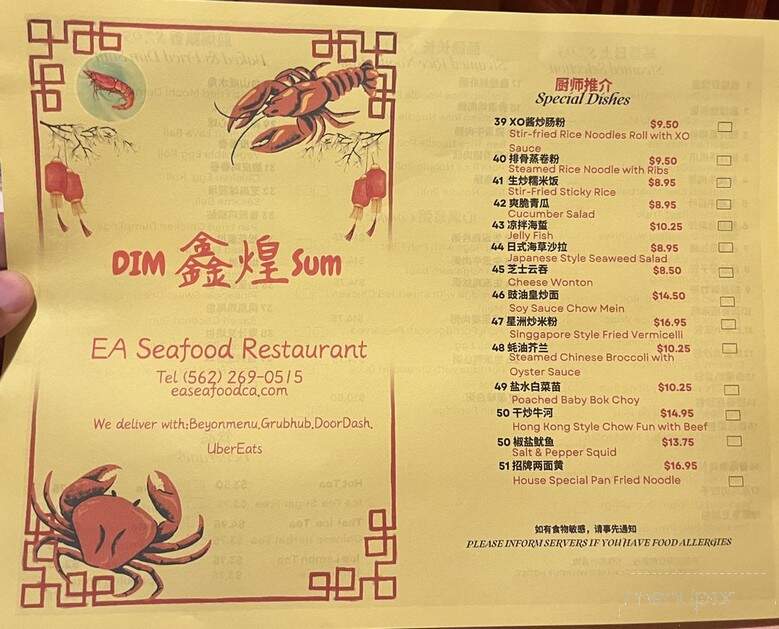 DIM 鑫煌 Sum
EA Seafood Restaurant
Tel (562) 269-0515
easeafoodca.com
We deliver with:Beyonmenu,Grubhub,DoorDash,
UberEats
厨师推介
Special Dishes
39 XO酱炒肠粉 $9.50
Stir-fried Rice Noodles Roll with XO
Sauce
40 排骨蒸卷粉 $9.50
Steamed Rice Noodle with Ribs
41 生炒糯米饭 $8.95
Stir-Fried Sticky Rice
42 爽脆青瓜 $8.95
Cucumber Salad
43 凉拌海蜇 $10.25
Jelly Fish
44 日式海草沙拉 $8.95
Japanese Style Seaweed Salad
45 芝士云吞 $8.50
Cheese Wonton
46 豉油皇炒面 $14.50
Soy Sauce Chow Mein
47 星洲炒米粉 $16.95
Singgapore Style Fried Vermicelli
48 蚝油芥兰 $10.25
Steamed Chinese Broccoli with
Oyster Sauce
49 盐水白菜苗 $10.25
Poached Baby Bok Choy
50 干炒牛河 $14.95
Hong Kong Style Chow Fun with Beef
50 椒盐鱿鱼 $13.75
Salt & Pepper Squid
51 招牌两面黄 $16.95
House Special Pan Fried Noodle
如有食物敏感，请事先通知
PLEASE INFORM SERVERS IF YOU HAVE FOOD ALLERGIES
menupix